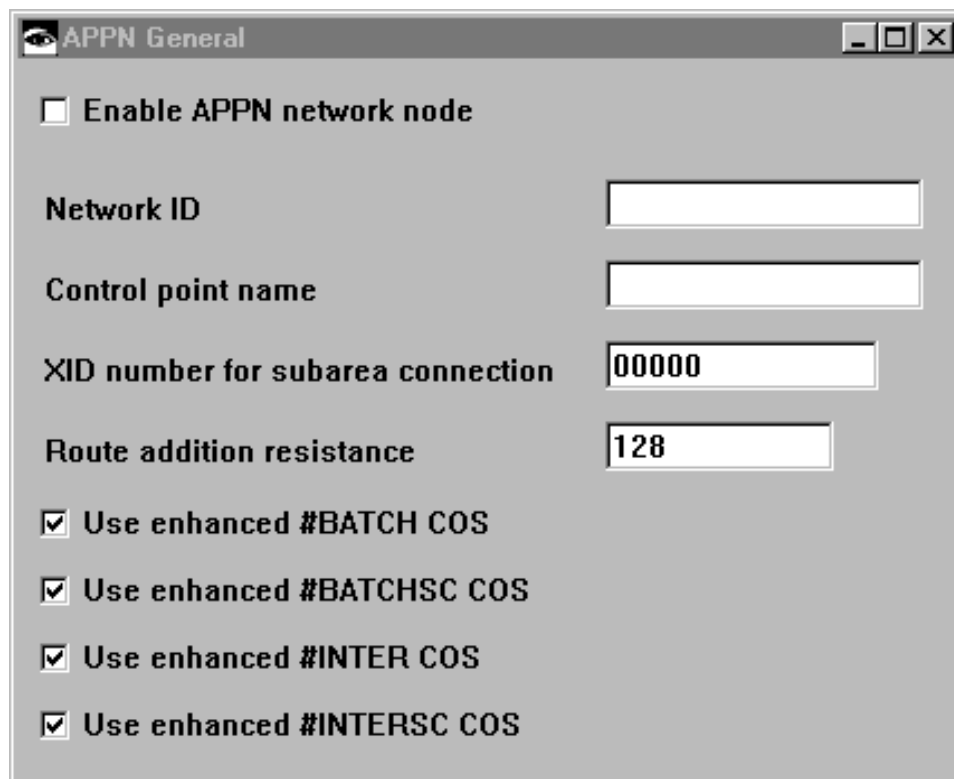 APPN General
Enable APPN network node
Network ID
Control point name
XID number for subarea connection 00000
Route addition resistance 128
Use enhanced #BATCH COS
Use enhanced #BATCHSC COS
Use enhanced #INTER COS
Use enhanced #INTERSC COS